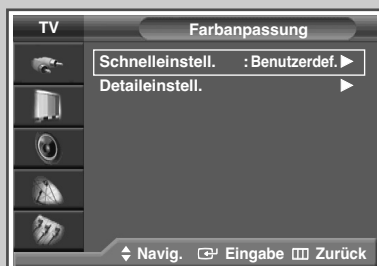 TV Farbanpassung
Schnelleinstell. : Benutzerdef.
Detaileinstell.
Navig. Eingabe Zurück